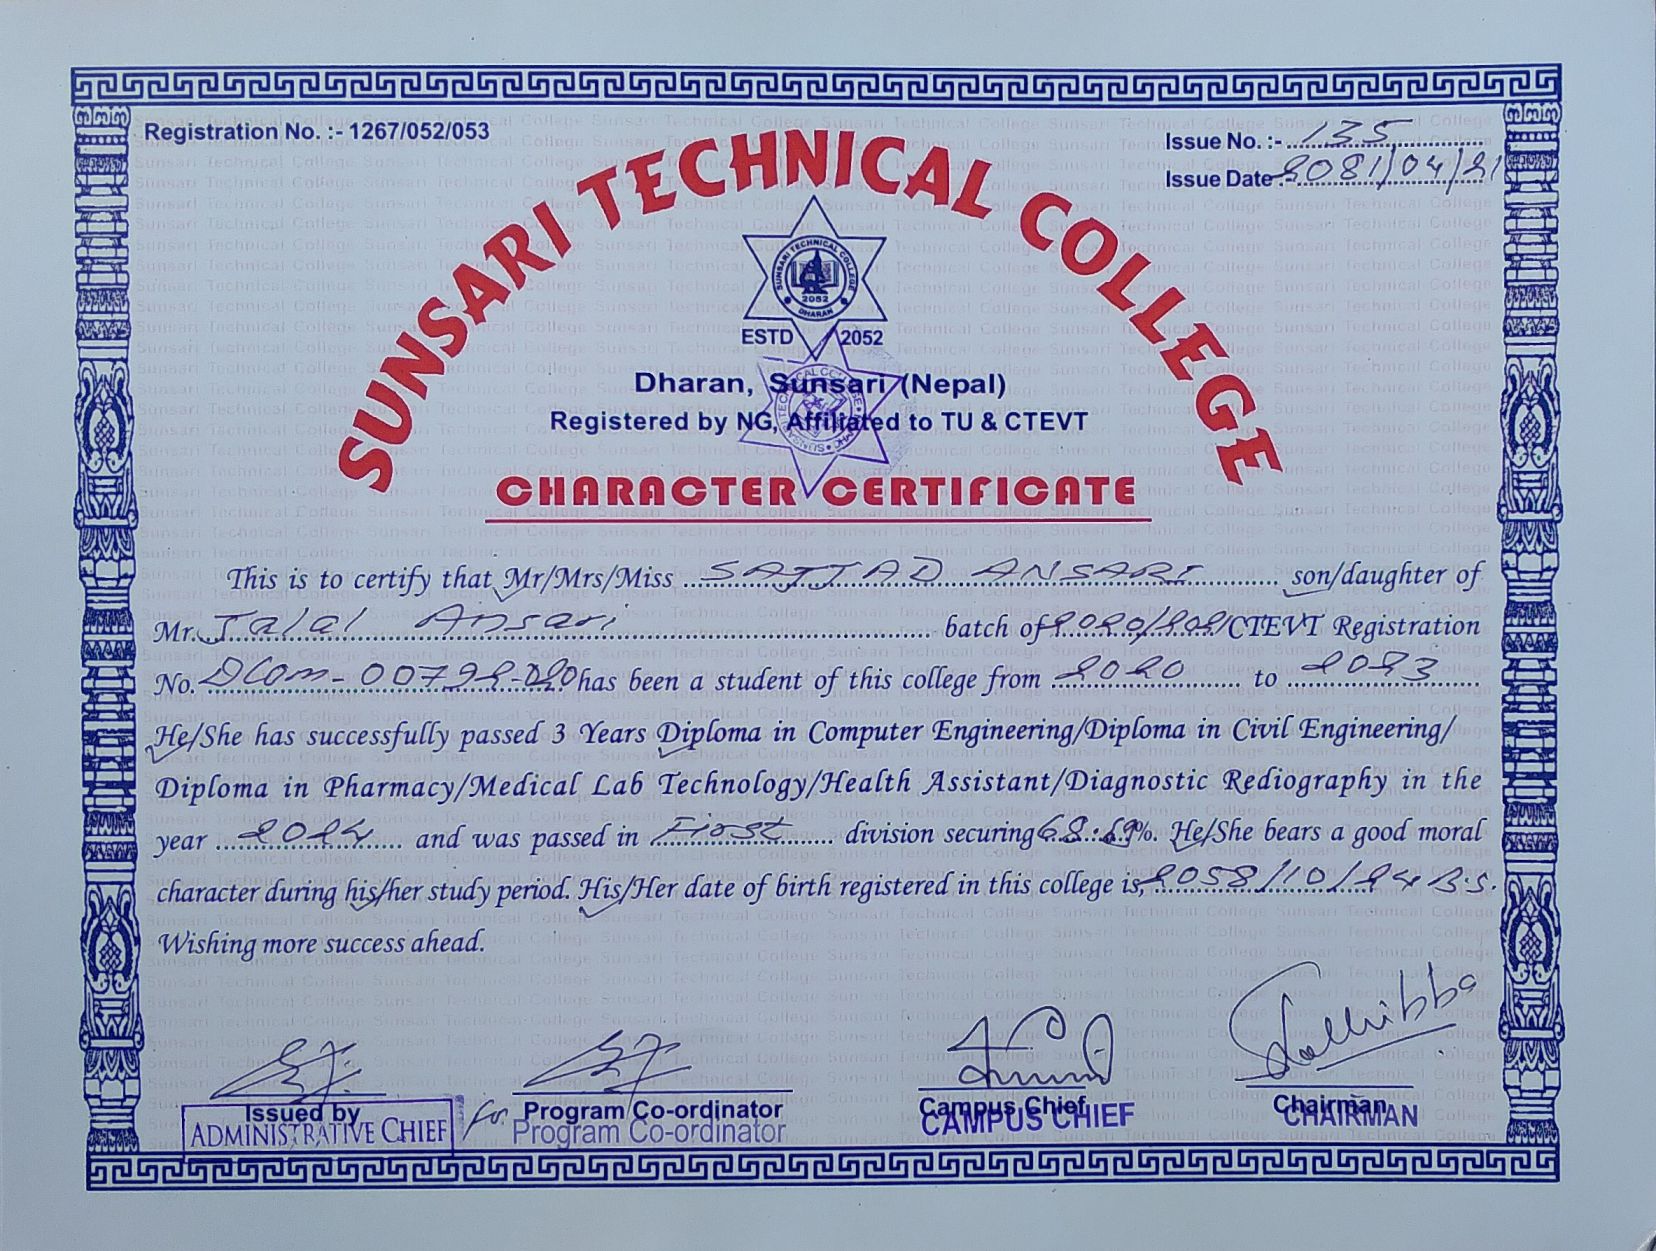 Registration No. :- 1267/052/053
Issue No. :- 135
Issue Date :- 2081/04/21
SUNSARI TECHNICAL COLLEGE
SUNSARI TECHNICAL COLLEGE
2052
DHARAN
ESTD 2052
Dharan, Sunsari (Nepal)
Registered by NG, Affiliated to TU & CTEVT
CHARACTER CERTIFICATE
This is to certify that Mr/Mrs/Miss SAJJAD ANSARI son/daughter of
Mr. Jalal Ansari batch of CTEVT Registration
No. has been a student of this college from 2020 to 2023
He/She has successfully passed 3 Years Diploma in Computer Engineering/Diploma in Civil Engineering/
Diploma in Pharmacy/Medical Lab Technology/Health Assistant/Diagnostic Rediography in the
year 2024 and was passed in First division securing %. He/She bears a good moral
character during his/her study period. His/Her date of birth registered in this college is, 2058/10/24 B.S.
Wishing more success ahead.
Issued by
ADMINISTRATIVE CHIEF
for Program Co-ordinator
Program Co-ordinator
Campus Chief
CAMPUS CHIEF
Chairman
CHAIRMAN